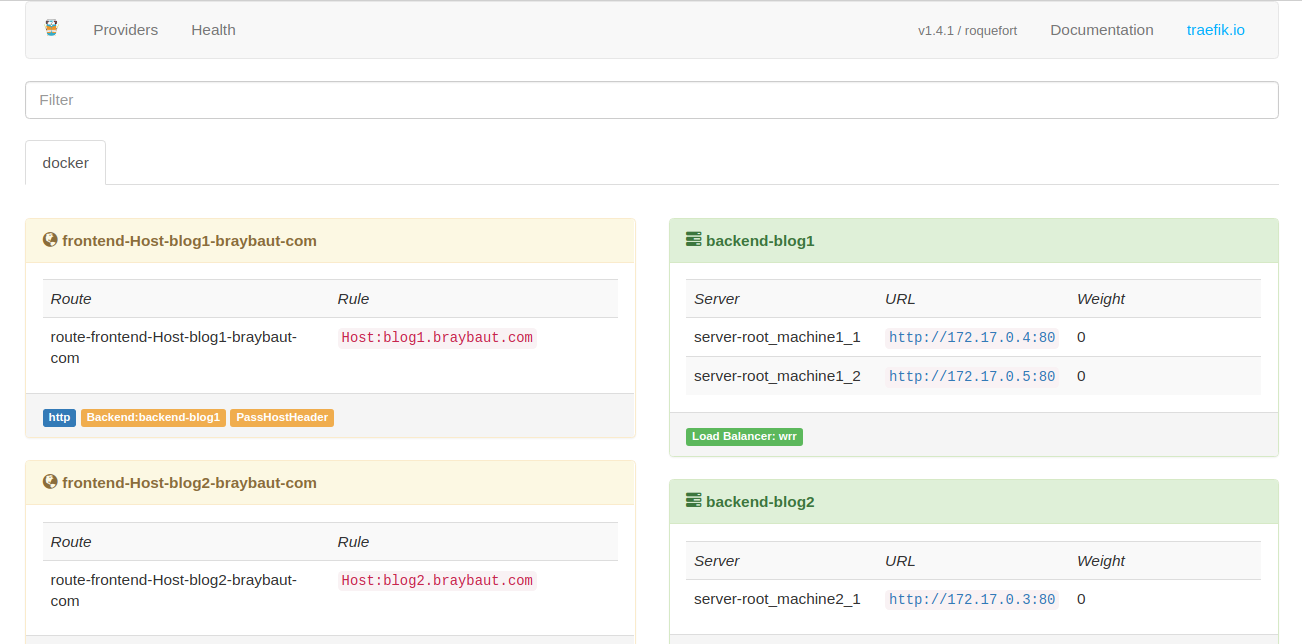 Providers Health v1.4.1 / roquefort Documentation traefik.io
Filter
docker
frontend-Host-blog1-braybaut-com
Route Rule
route-frontend-Host-blog1-braybaut- Host:blog1.braybaut.com
com
http Backend:backend-blog1 PassHostHeader
frontend-Host-blog2-braybaut-com
Route Rule
route-frontend-Host-blog2-braybaut- Host:blog2.braybaut.com
com
backend-blog1
Server URL Weight
server-root_machine1_1 http://172.17.0.4:80 0
server-root_machine1_2 http://172.17.0.5:80 0
Load Balancer: wrr
backend-blog2
Server URL Weight
server-root_machine2_1 http://172.17.0.3:80 0